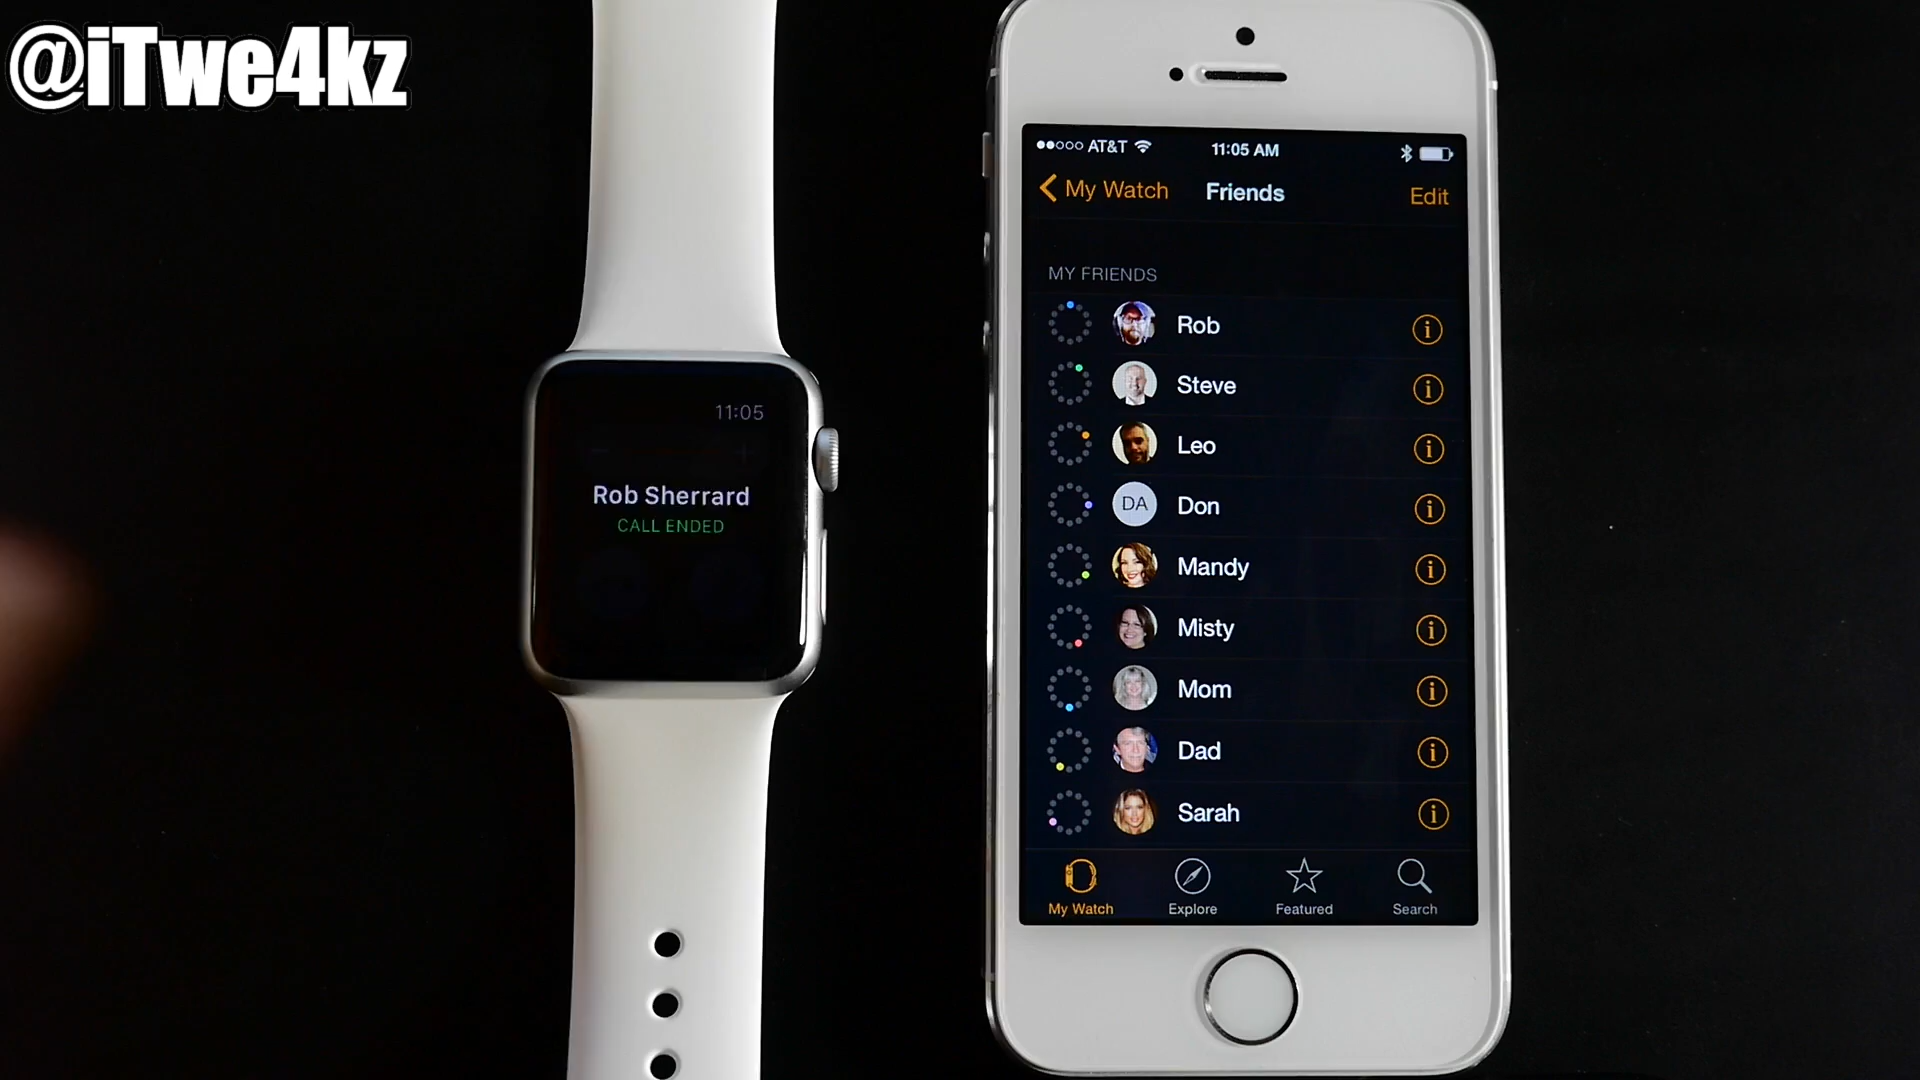 @iTwe4kz
11:05
Rob Sherrard
CALL ENDED
AT&T 11:05 AM
My Watch Friends Edit
MY FRIENDS
Rob
Steve
Leo
DA Don
Mandy
Misty
Mom
Dad
Sarah
My Watch Explore Featured Search